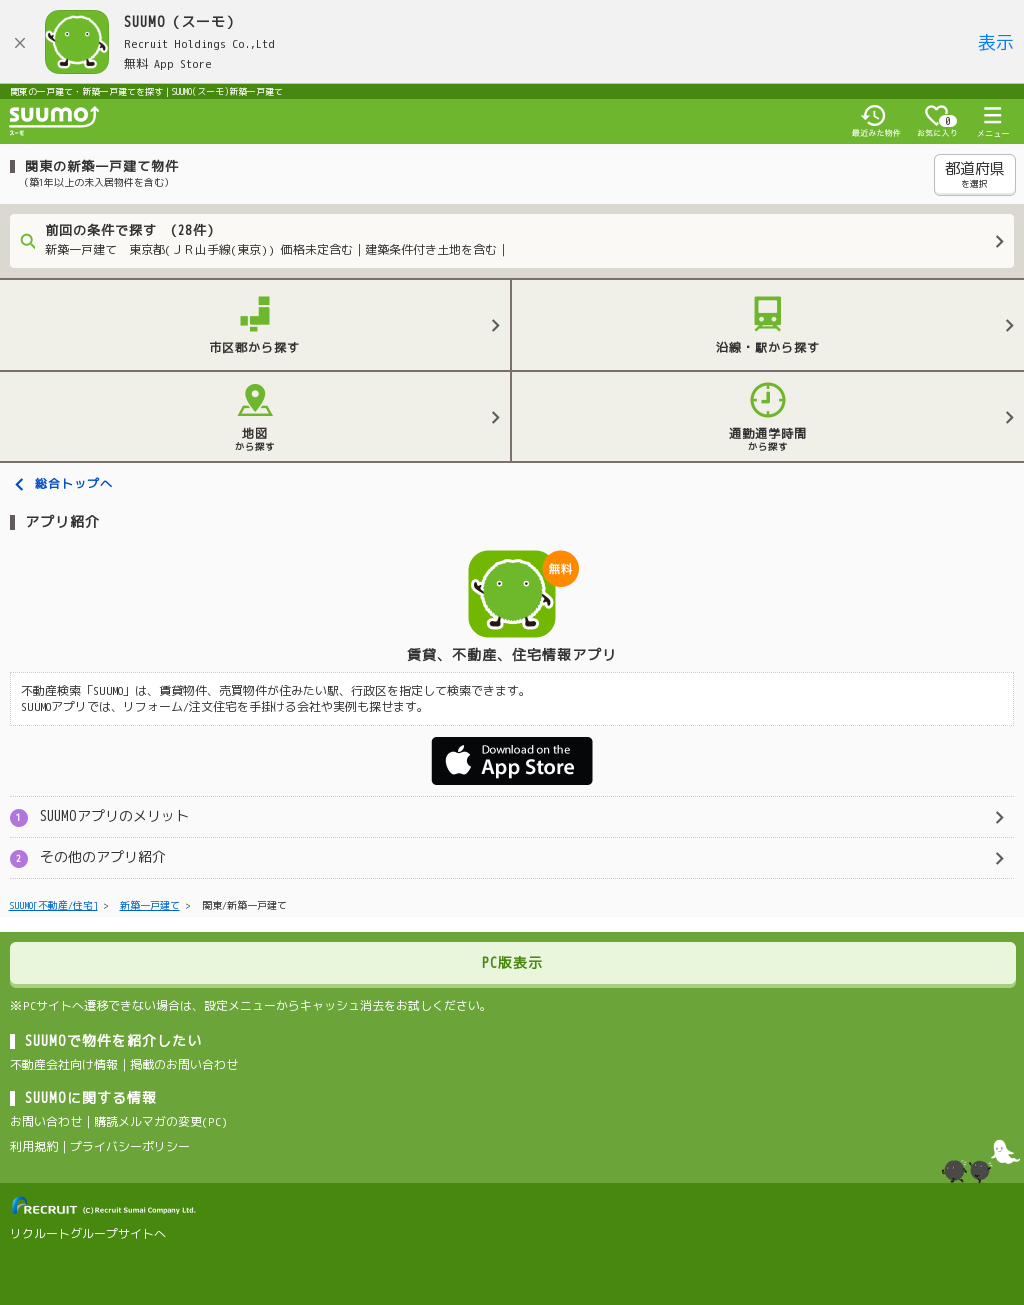 SUUMO (スーモ)
Recruit Holdings Co.,Ltd
無料 App Store
表示
関東の一戸建て・新築一戸建てを探す | SUUMO(スーモ)新築一戸建て
suumo
スーモ
最近みた物件
0
お気に入り
メニュー
関東の新築一戸建て物件
(築1年以上の未入居物件を含む)
都道府県
を選択
前回の条件で探す (28件)
新築一戸建て 東京都(ＪＲ山手線(東京)) 価格未定含む｜建築条件付き土地を含む｜
市区郡から探す
沿線・駅から探す
地図
から探す
通勤通学時間
から探す
総合トップへ
アプリ紹介
無料
賃貸、不動産、住宅情報アプリ
不動産検索「SUUMO」は、賃貸物件、売買物件が住みたい駅、行政区を指定して検索できます。
SUUMOアプリでは、リフォーム/注文住宅を手掛ける会社や実例も探せます。
Download on the
App Store
1 SUUMOアプリのメリット
2 その他のアプリ紹介
SUUMO[不動産/住宅] > 新築一戸建て > 関東/新築一戸建て
PC版表示
※PCサイトへ遷移できない場合は、設定メニューからキャッシュ消去をお試しください。
SUUMOで物件を紹介したい
不動産会社向け情報｜掲載のお問い合わせ
SUUMOに関する情報
お問い合わせ｜購読メルマガの変更(PC)
利用規約｜プライバシーポリシー
RECRUIT (C)Recruit Sumai Company Ltd.
リクルートグループサイトへ